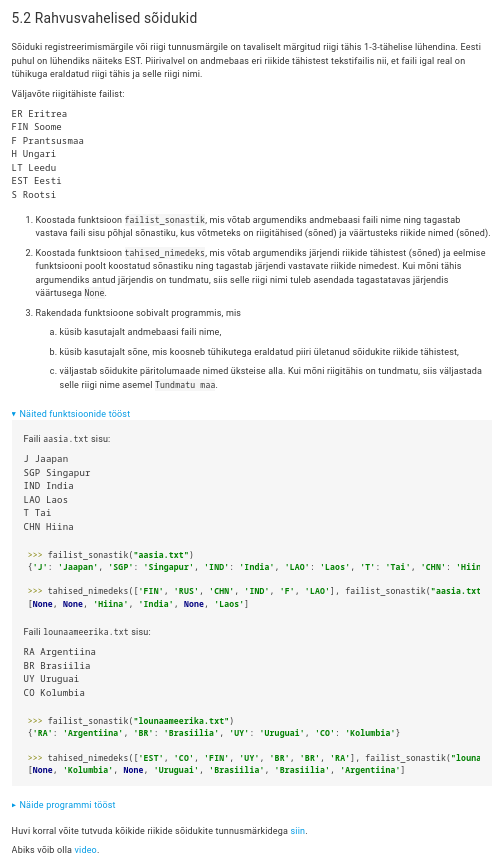 5.2 Rahvusvahelised sõidukid
Sõiduki registreerimismärgile või riigi tunnusmärgile on tavaliselt märgitud riigi tähis 1-3-tähelise lühendina. Eesti
puhul on lühendiks näiteks EST. Piirivalvel on andmebaas eri riikide tähistest tekstifailis nii, et faili igal real on
tühikuga eraldatud riigi tähis ja selle riigi nimi.
Väljavõte riigitähiste failist:
ER Eritrea
FIN Soome
F Prantsusmaa
H Ungari
LT Leedu
EST Eesti
S Rootsi
1. Koostada funktsioon failist_sonastik, mis võtab argumendiks andmebaasi faili nime ning tagastab
vastava faili sisu põhjal sõnastiku, kus võtmeteks on riigitähised (sõned) ja väärtusteks riikide nimed (sõned).
2. Koostada funktsioon tahised_nimedeks, mis võtab argumendiks järjendi riikide tähistest (sõned) ja eelmise
funktsiooni poolt koostatud sõnastiku ning tagastab järjendi vastavate riikide nimedest. Kui mõni tähis
argumendiks antud järjendis on tundmatu, siis selle riigi nimi tuleb asendada tagastatavas järjendis
väärtusega None.
3. Rakendada funktsioone sobivalt programmis, mis
a. küsib kasutajalt andmebaasi faili nime,
b. küsib kasutajalt sõne, mis koosneb tühikutega eraldatud piiri ületanud sõidukite riikide tähistest,
c. väljastab sõidukite päritolumaade nimed üksteise alla. Kui mõni riigitähis on tundmatu, siis väljastada
selle riigi nime asemel Tundmatu maa.
▾ Näited funktsioonide tööst
Faili aasia.txt sisu:
J Jaapan
SGP Singapur
IND India
LAO Laos
T Tai
CHN Hiina
>>> failist_sonastik("aasia.txt")
{'J': 'Jaapan', 'SGP': 'Singapur', 'IND': 'India', 'LAO': 'Laos', 'T': 'Tai', 'CHN': 'Hiin
>>> tahised_nimedeks(['FIN', 'RUS', 'CHN', 'IND', 'F', 'LAO'], failist_sonastik("aasia.txt
[None, None, 'Hiina', 'India', None, 'Laos']
Faili lounaameerika.txt sisu:
RA Argentiina
BR Brasiilia
UY Uruguai
CO Kolumbia
>>> failist_sonastik("lounaameerika.txt")
{'RA': 'Argentiina', 'BR': 'Brasiilia', 'UY': 'Uruguai', 'CO': 'Kolumbia'}
>>> tahised_nimedeks(['EST', 'CO', 'FIN', 'UY', 'BR', 'BR', 'RA'], failist_sonastik("louna
[None, 'Kolumbia', None, 'Uruguai', 'Brasiilia', 'Brasiilia', 'Argentiina']
▸ Näide programmi tööst
Huvi korral võite tutvuda kõikide riikide sõidukite tunnusmärkidega siin.
Abiks võib olla video.